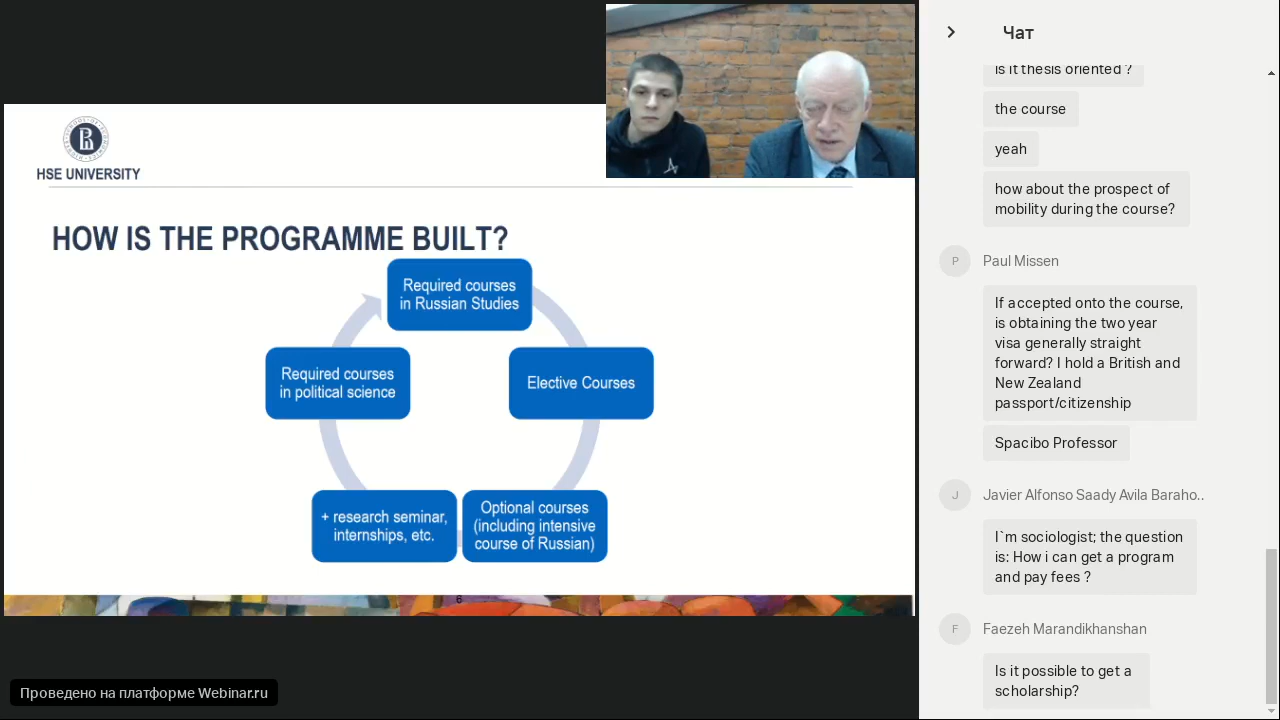 HSE UNIVERSITY
HOW IS THE PROGRAMME BUILT?
Required courses
in Russian Studies
Required courses
in political science
Elective Courses
+ research seminar,
internships, etc.
Optional courses
(including intensive
course of Russian)
6
Проведено на платформе Webinar.ru
Чат
is it thesis oriented ?
the course
yeah
how about the prospect of
mobility during the course?
P
Paul Missen
If accepted onto the course,
is obtaining the two year
visa generally straight
forward? I hold a British and
New Zealand
passport/citizenship
Spacibo Professor
J
Javier Alfonso Saady Avila Baraho..
I`m sociologist; the question
is: How i can get a program
and pay fees ?
F
Faezeh Marandikhanshan
Is it possible to get a
scholarship?